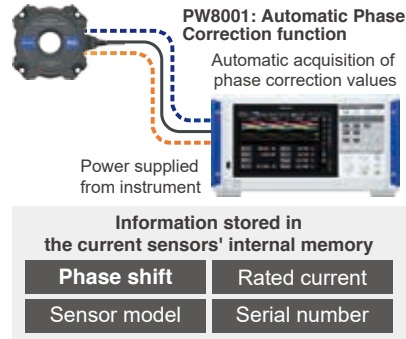 PW8001: Automatic Phase
Correction function
Automatic acquisition of
phase correction values
Power supplied
from instrument
Information stored in
the current sensors' internal memory
Phase shift
Rated current
Sensor model
Serial number